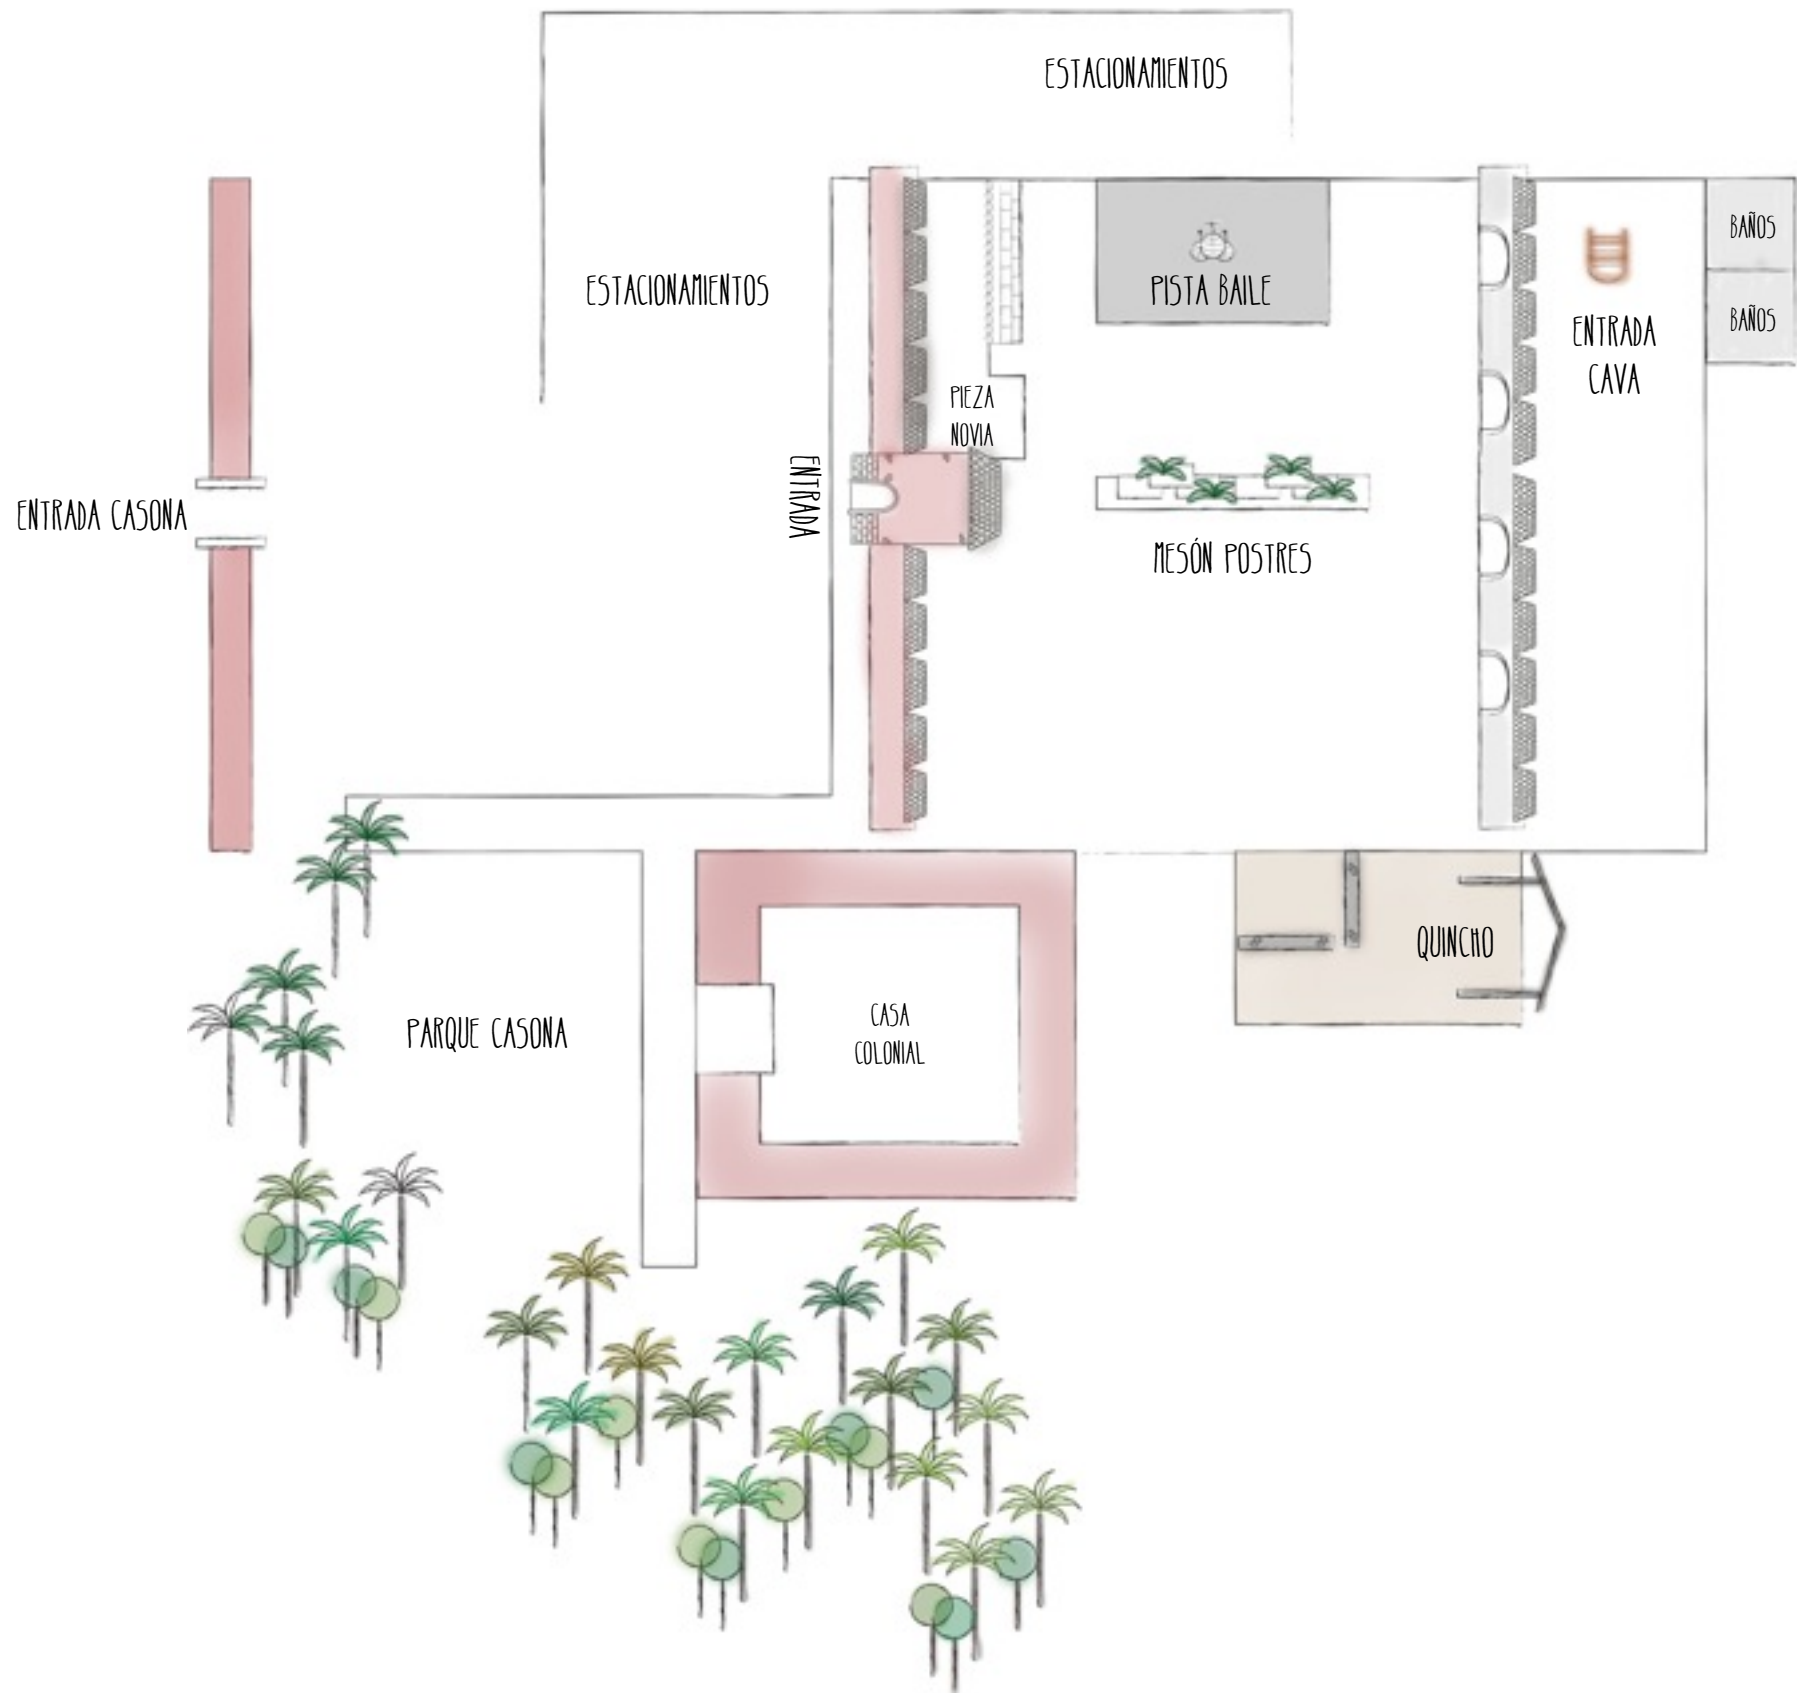 ESTACIONAMIENTOS
ESTACIONAMIENTOS
PISTA BAILE
BAÑOS
BAÑOS
ENTRADA
CAVA
PIEZA
NOVIA
ENTRADA
ENTRADA CASONA
MESÓN POSTRES
QUINCHO
PARQUE CASONA
CASA
COLONIAL